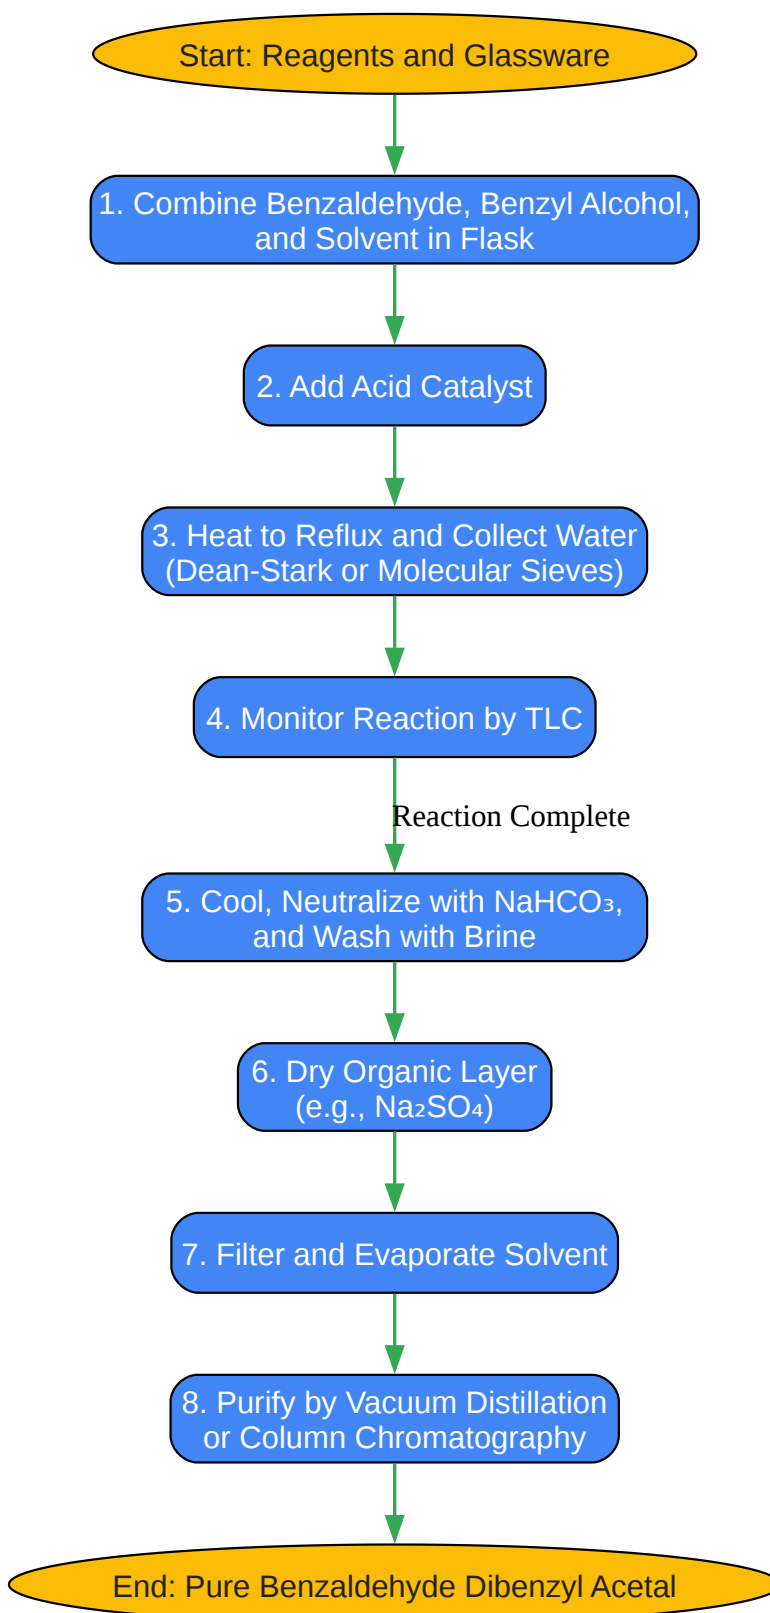 Start: Reagents and Glassware
1. Combine Benzaldehyde, Benzyl Alcohol,
and Solvent in Flask
2. Add Acid Catalyst
3. Heat to Reflux and Collect Water
(Dean-Stark or Molecular Sieves)
4. Monitor Reaction by TLC
Reaction Complete
5. Cool, Neutralize with NaHCO₃,
and Wash with Brine
6. Dry Organic Layer
(e.g., Na₂SO₄)
7. Filter and Evaporate Solvent
8. Purify by Vacuum Distillation
or Column Chromatography
End: Pure Benzaldehyde Dibenzyl Acetal